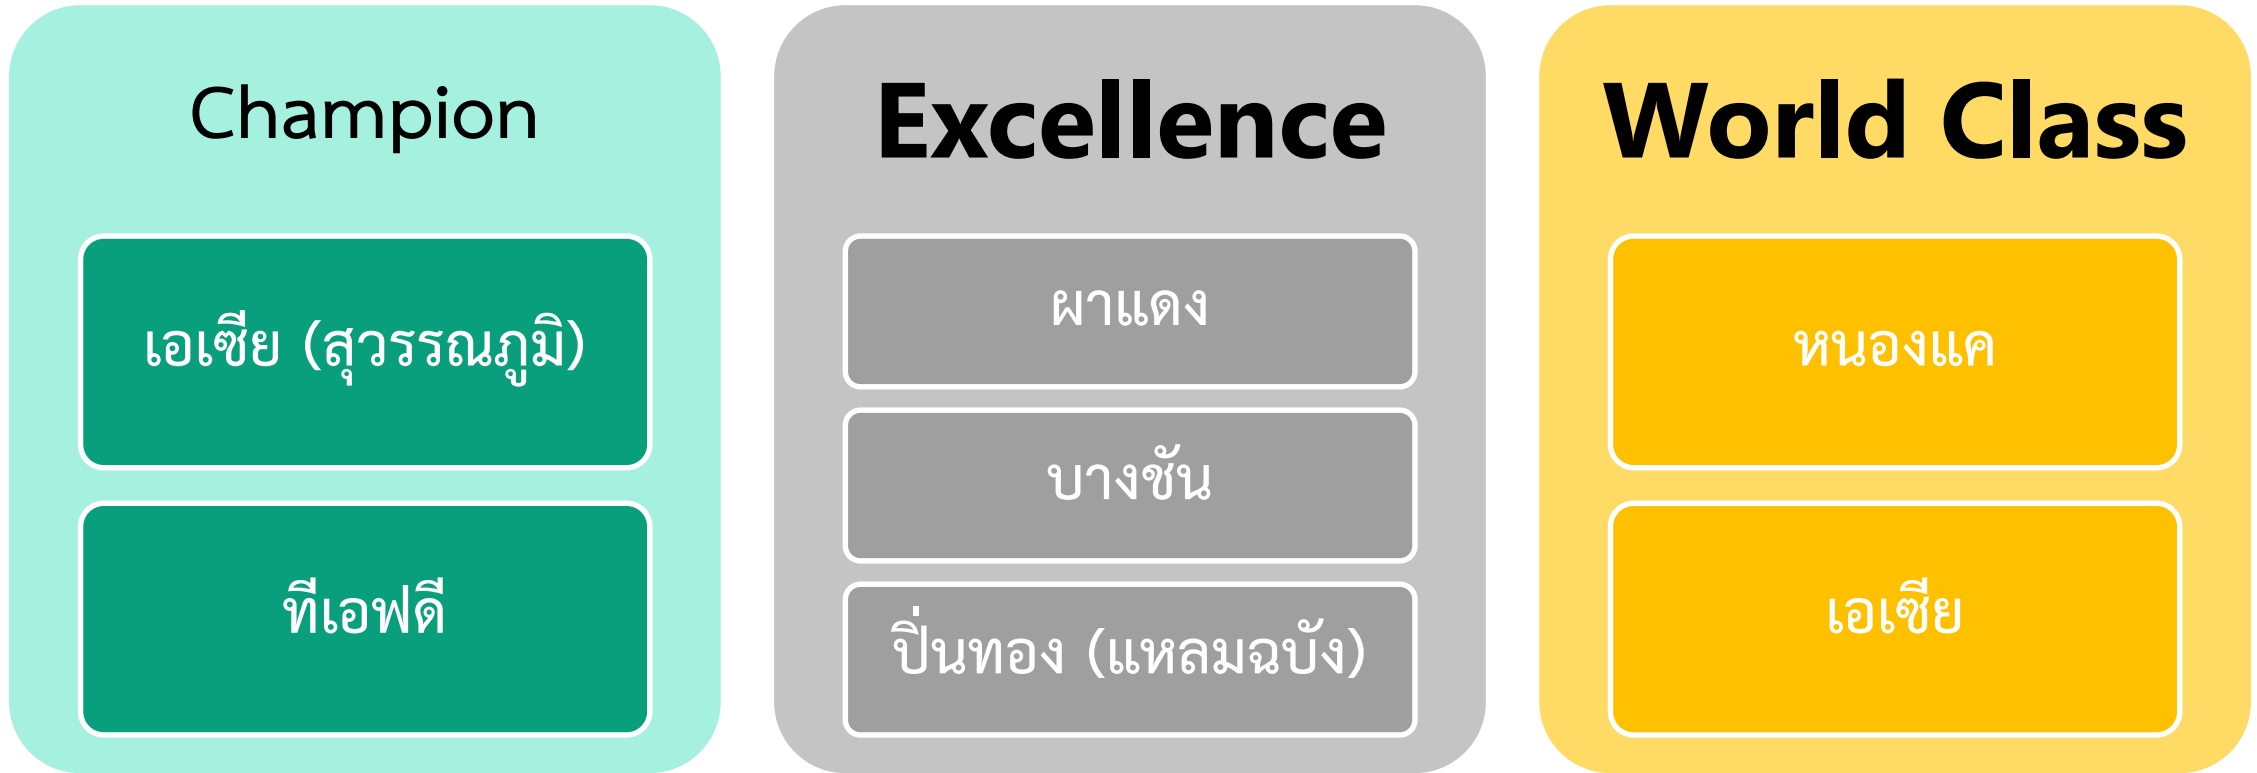 Champion
เอเซีย (สุวรรณภูมิ)
ทีเอฟดี
Excellence
ผาแดง
บางชัน
ปิ่นทอง (แหลมฉบัง)
World Class
หนองแค
เอเซีย